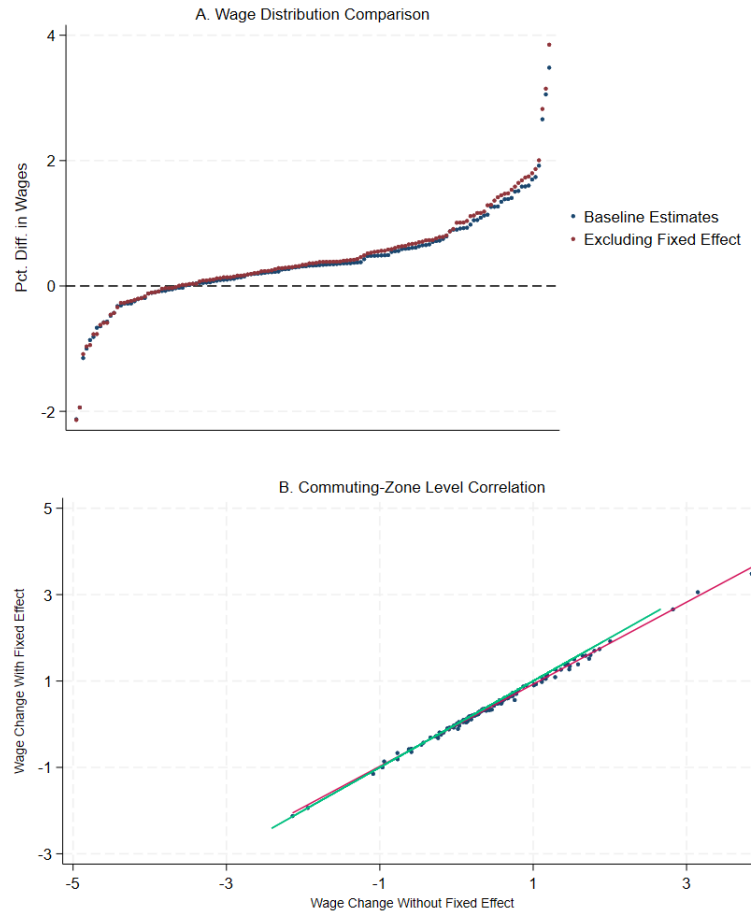 A. Wage Distribution Comparison
Pct. Diff. in Wages
4
2
0
-2
Baseline Estimates
Excluding Fixed Effect
B. Commuting-Zone Level Correlation
Wage Change With Fixed Effect
5
3
1
-1
-3
-5
-3
-1
1
3
Wage Change Without Fixed Effect